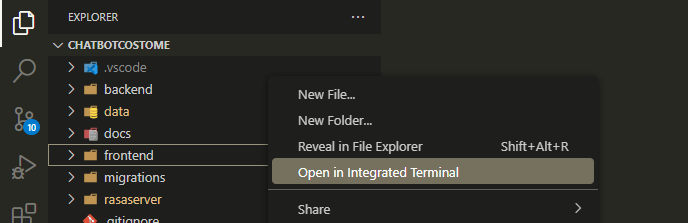 EXPLORER
CHATBOTCOSTOME
.vscode
backend
data
docs
frontend
migrations
rasaserver
.gitignore
10
New File...
New Folder...
Reveal in File Explorer Shift+Alt+R
Open in Integrated Terminal
Share